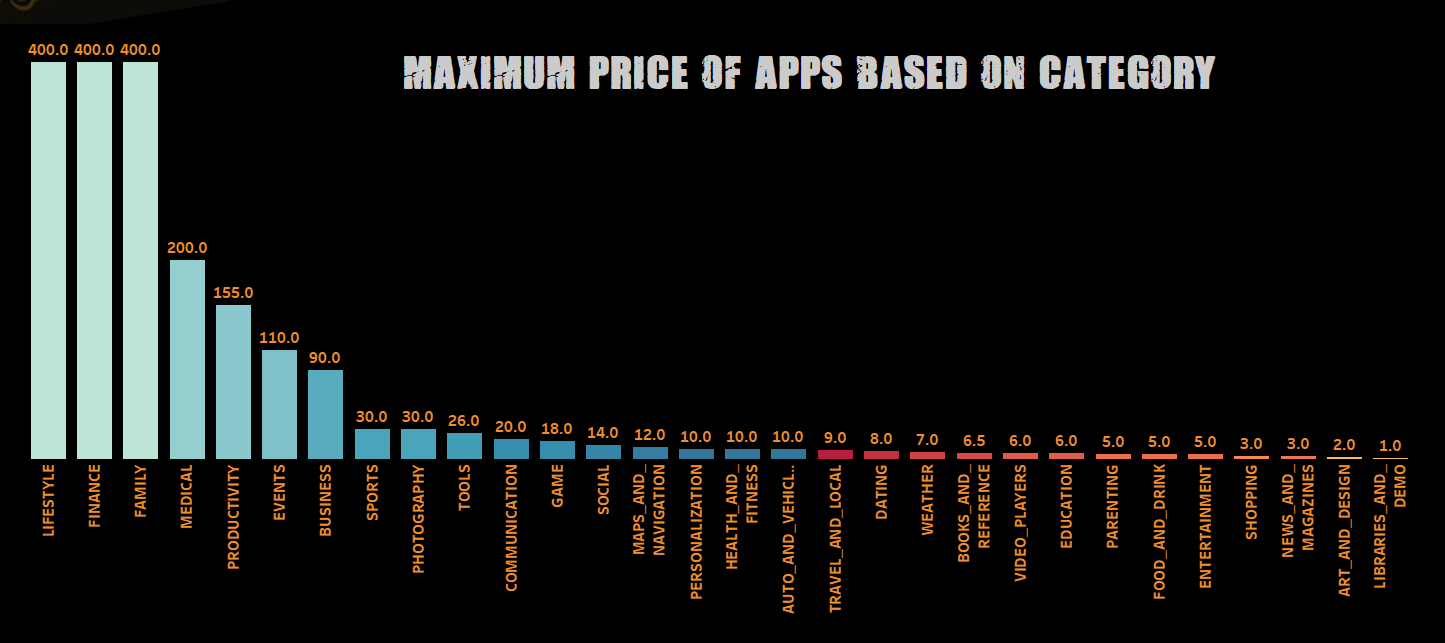 MAXIMUM PRICE OF APPS BASED ON CATEGORY
400.0 400.0 400.0
200.0
155.0
110.0
90.0
30.0 30.0 26.0 20.0 18.0 14.0 12.0 10.0 10.0 10.0 9.0 8.0 7.0 6.5 6.0 6.0 5.0 5.0 5.0 3.0 3.0 2.0 1.0
LIFESTYLE
FINANCE
FAMILY
MEDICAL
PRODUCTIVITY
EVENTS
BUSINESS
SPORTS
PHOTOGRAPHY
TOOLS
COMMUNICATION
GAME
SOCIAL
MAPS_AND_
NAVIGATION
PERSONALIZATION
HEALTH_AND_
FITNESS
AUTO_AND_VEHICL..
TRAVEL_AND_LOCAL
DATING
WEATHER
BOOKS_AND_
REFERENCE
VIDEO_PLAYERS
EDUCATION
PARENTING
FOOD_AND_DRINK
ENTERTAINMENT
SHOPPING
NEWS_AND_
MAGAZINES
ART_AND_DESIGN
LIBRARIES_AND_
DEMO